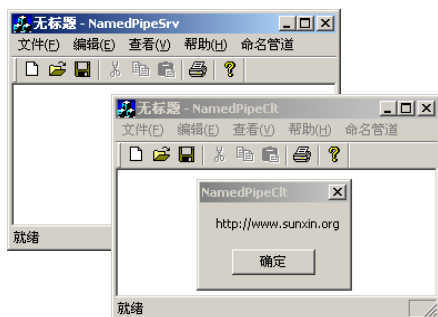 无标题 - NamedPipeSrv
文件(F) 编辑(E) 查看(V) 帮助(H) 命名管道
无标题 - NamedPipeClt
文件(F) 编辑(E) 查看(V) 帮助(H) 命名管道
NamedPipeClt
http://www.sunxin.org
确定
就绪
就绪